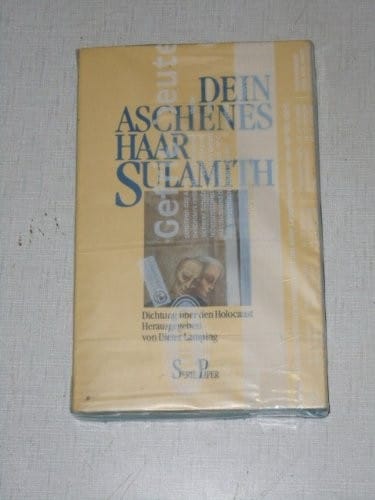 DEIN
ASCHENES
HAAR
SULAMITH
Dichtung über den Holocaust
Herausgegeben
von Dieter Lamping
SERIE PIPER